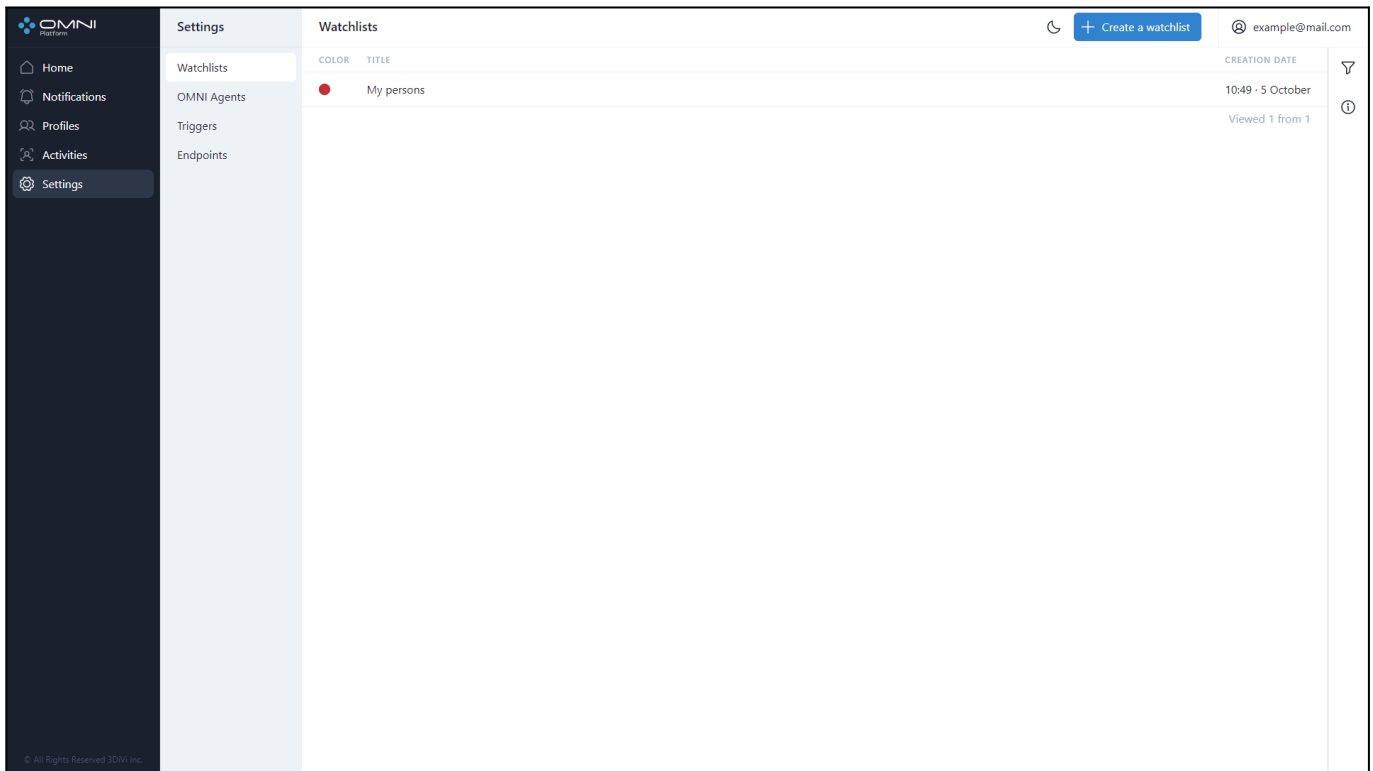 OMNI
Platform
Home
Notifications
Profiles
Activities
Settings
© All Rights Reserved 3DiVi Inc.
Settings
Watchlists
OMNI Agents
Triggers
Endpoints
Watchlists
Create a watchlist
example@mail.com
COLOR TITLE CREATION DATE
My persons 10:49 · 5 October
Viewed 1 from 1